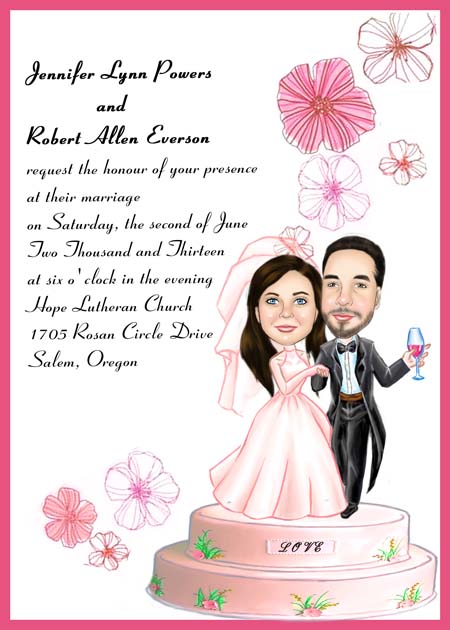 Jennifer Lynn Powers
and
Robert Allen Everson
request the honour of your presence
at their marriage
on Saturday, the second of June
Two Thousand and Thirteen
at six o'clock in the evening
Hope Lutheran Church
1705 Rosan Circle Drive
Salem, Oregon
LOVE